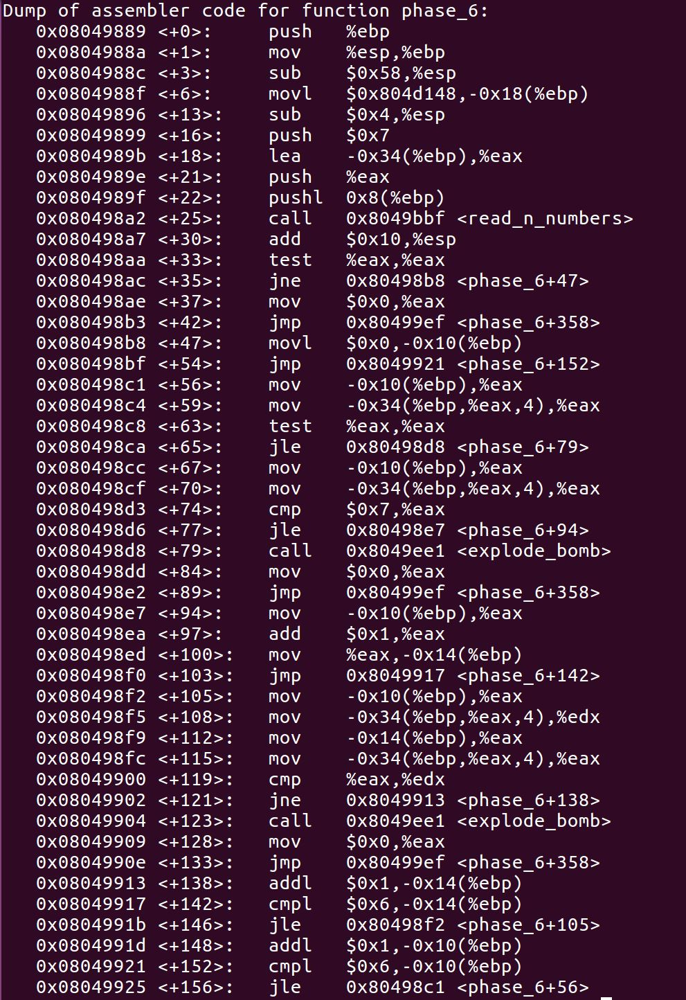 Dump of assembler code for function phase_6:
   0x08049889 <+0>:	push   %ebp
   0x0804988a <+1>:	mov    %esp,%ebp
   0x0804988c <+3>:	sub    $0x58,%esp
   0x0804988f <+6>:	movl   $0x804d148,-0x18(%ebp)
   0x08049896 <+13>:	sub    $0x4,%esp
   0x08049899 <+16>:	push   $0x7
   0x0804989b <+18>:	lea    -0x34(%ebp),%eax
   0x0804989e <+21>:	push   %eax
   0x0804989f <+22>:	pushl  0x8(%ebp)
   0x080498a2 <+25>:	call   0x8049bbf <read_n_numbers>
   0x080498a7 <+30>:	add    $0x10,%esp
   0x080498aa <+33>:	test   %eax,%eax
   0x080498ac <+35>:	jne    0x80498b8 <phase_6+47>
   0x080498ae <+37>:	mov    $0x0,%eax
   0x080498b3 <+42>:	jmp    0x80499ef <phase_6+358>
   0x080498b8 <+47>:	movl   $0x0,-0x10(%ebp)
   0x080498bf <+54>:	jmp    0x8049921 <phase_6+152>
   0x080498c1 <+56>:	mov    -0x10(%ebp),%eax
   0x080498c4 <+59>:	mov    -0x34(%ebp,%eax,4),%eax
   0x080498c8 <+63>:	test   %eax,%eax
   0x080498ca <+65>:	jle    0x80498d8 <phase_6+79>
   0x080498cc <+67>:	mov    -0x10(%ebp),%eax
   0x080498cf <+70>:	mov    -0x34(%ebp,%eax,4),%eax
   0x080498d3 <+74>:	cmp    $0x7,%eax
   0x080498d6 <+77>:	jle    0x80498e7 <phase_6+94>
   0x080498d8 <+79>:	call   0x8049ee1 <explode_bomb>
   0x080498dd <+84>:	mov    $0x0,%eax
   0x080498e2 <+89>:	jmp    0x80499ef <phase_6+358>
   0x080498e7 <+94>:	mov    -0x10(%ebp),%eax
   0x080498ea <+97>:	add    $0x1,%eax
   0x080498ed <+100>:	mov    %eax,-0x14(%ebp)
   0x080498f0 <+103>:	jmp    0x8049917 <phase_6+142>
   0x080498f2 <+105>:	mov    -0x10(%ebp),%eax
   0x080498f5 <+108>:	mov    -0x34(%ebp,%eax,4),%edx
   0x080498f9 <+112>:	mov    -0x14(%ebp),%eax
   0x080498fc <+115>:	mov    -0x34(%ebp,%eax,4),%eax
   0x08049900 <+119>:	cmp    %eax,%edx
   0x08049902 <+121>:	jne    0x8049913 <phase_6+138>
   0x08049904 <+123>:	call   0x8049ee1 <explode_bomb>
   0x08049909 <+128>:	mov    $0x0,%eax
   0x0804990e <+133>:	jmp    0x80499ef <phase_6+358>
   0x08049913 <+138>:	addl   $0x1,-0x14(%ebp)
   0x08049917 <+142>:	cmpl   $0x6,-0x14(%ebp)
   0x0804991b <+146>:	jle    0x80498f2 <phase_6+105>
   0x0804991d <+148>:	addl   $0x1,-0x10(%ebp)
   0x08049921 <+152>:	cmpl   $0x6,-0x10(%ebp)
   0x08049925 <+156>:	jle    0x80498c1 <phase_6+56>